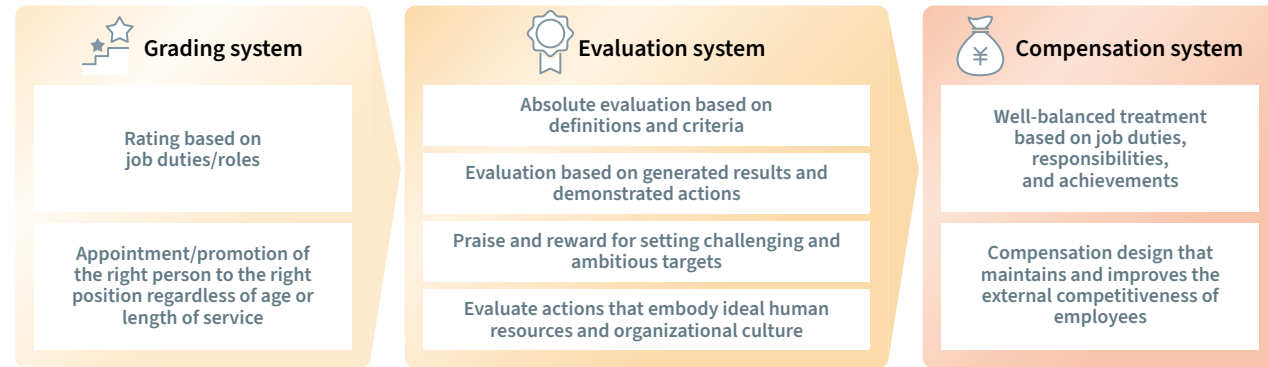 Grading system
Rating based on
job duties/roles
Appointment/promotion of
the right person to the right
position regardless of age or
length of service
Evaluation system
Absolute evaluation based on
definitions and criteria
Evaluation based on generated results and
demonstrated actions
Praise and reward for setting challenging and
ambitious targets
Evaluate actions that embody ideal human
resources and organizational culture
¥
Compensation system
Well-balanced treatment
based on job duties,
responsibilities,
and achievements
Compensation design that
maintains and improves the
external competitiveness of
employees